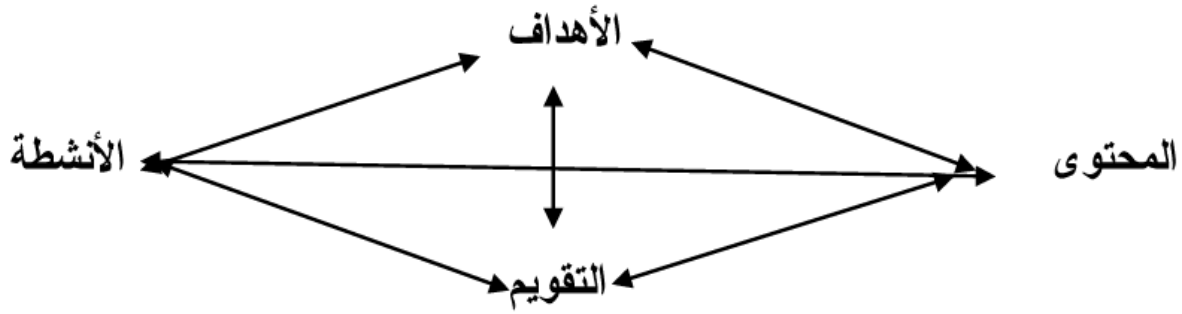 الأهداف
المحتوى
الأنشطة
التقويم